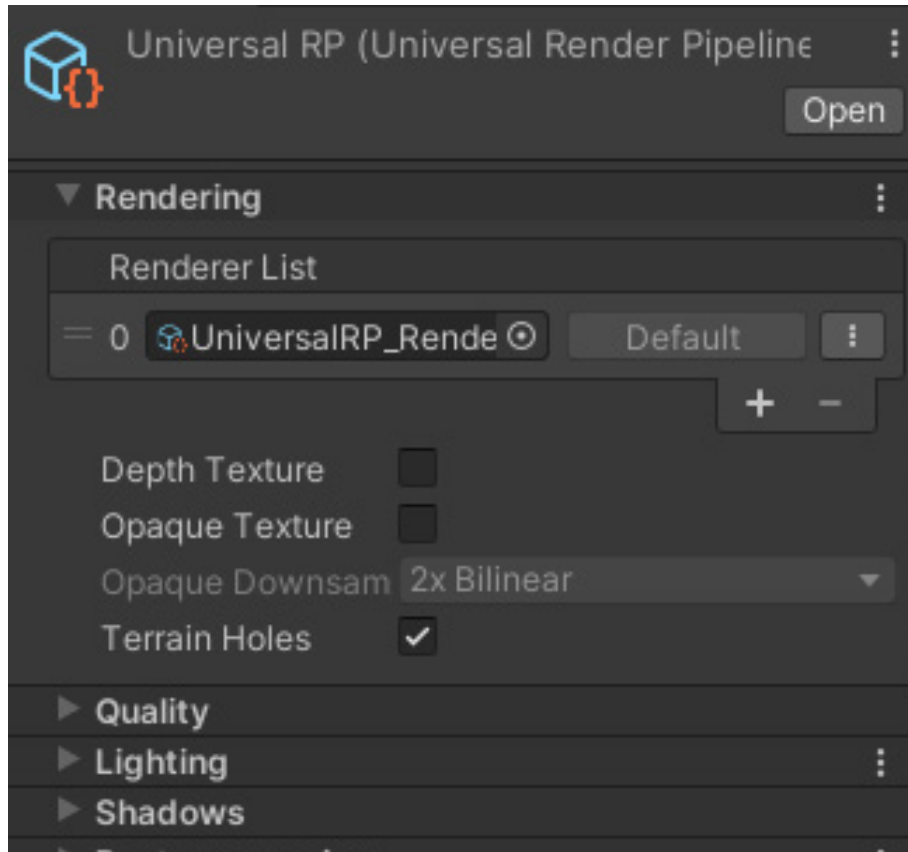 Universal RP (Universal Render Pipeline
Open
Rendering
Renderer List
0 UniversalRP_Rende Default
Depth Texture
Opaque Texture
Opaque Downsam 2x Bilinear
Terrain Holes
Quality
Lighting
Shadows